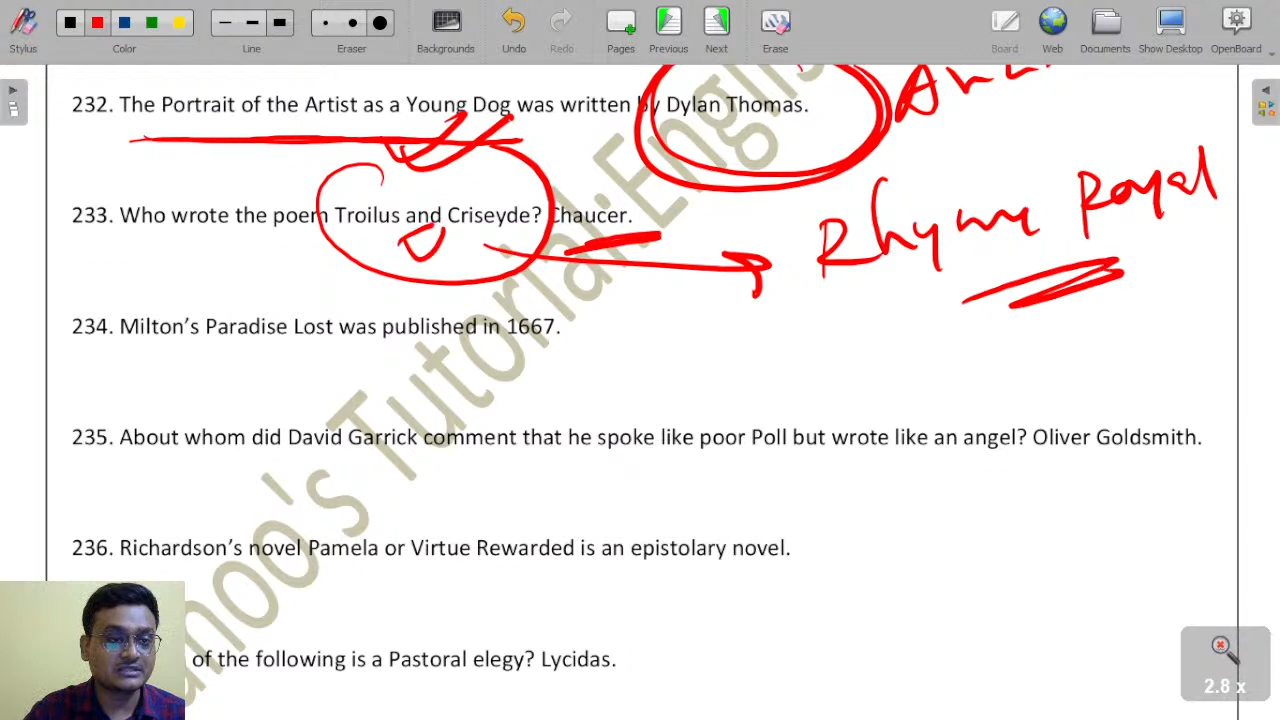 Stylus Color Line Eraser Backgrounds Undo Redo Pages Previous Next Erase Board Web Documents Show Desktop OpenBoard
232. The Portrait of the Artist as a Young Dog was written by Dylan Thomas.
233. Who wrote the poem Troilus and Criseyde? Chaucer.
Rhyme Royal
234. Milton's Paradise Lost was published in 1667.
235. About whom did David Garrick comment that he spoke like poor Poll but wrote like an angel? Oliver Goldsmith.
236. Richardson's novel Pamela or Virtue Rewarded is an epistolary novel.
of the following is a Pastoral elegy? Lycidas.
2.8 x